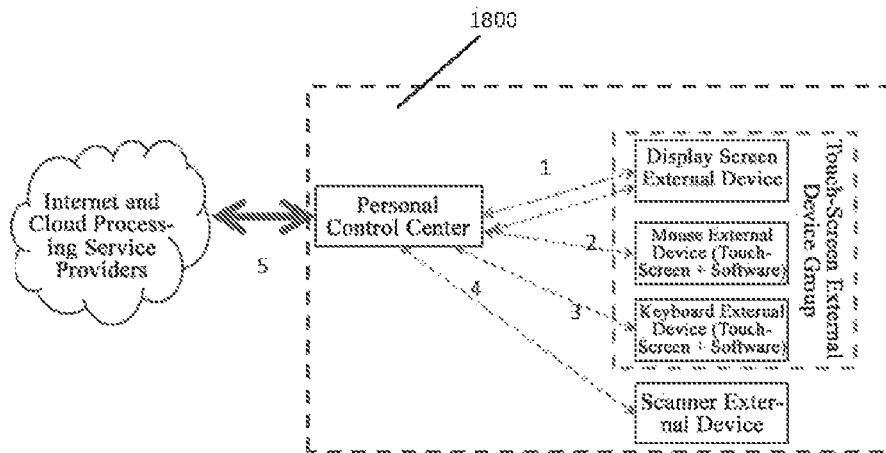 1800
Internet and
Cloud Process-
ing Service
Providers
5
Personal
Control Center
1
2
3
4
Display Screen
External Device
Mouse External
Device (Touch-
Screen + Software)
Keyboard External
Device (Touch-
Screen + Software)
Touch-Screen External
Device Group
Scanner Exter-
nal Device